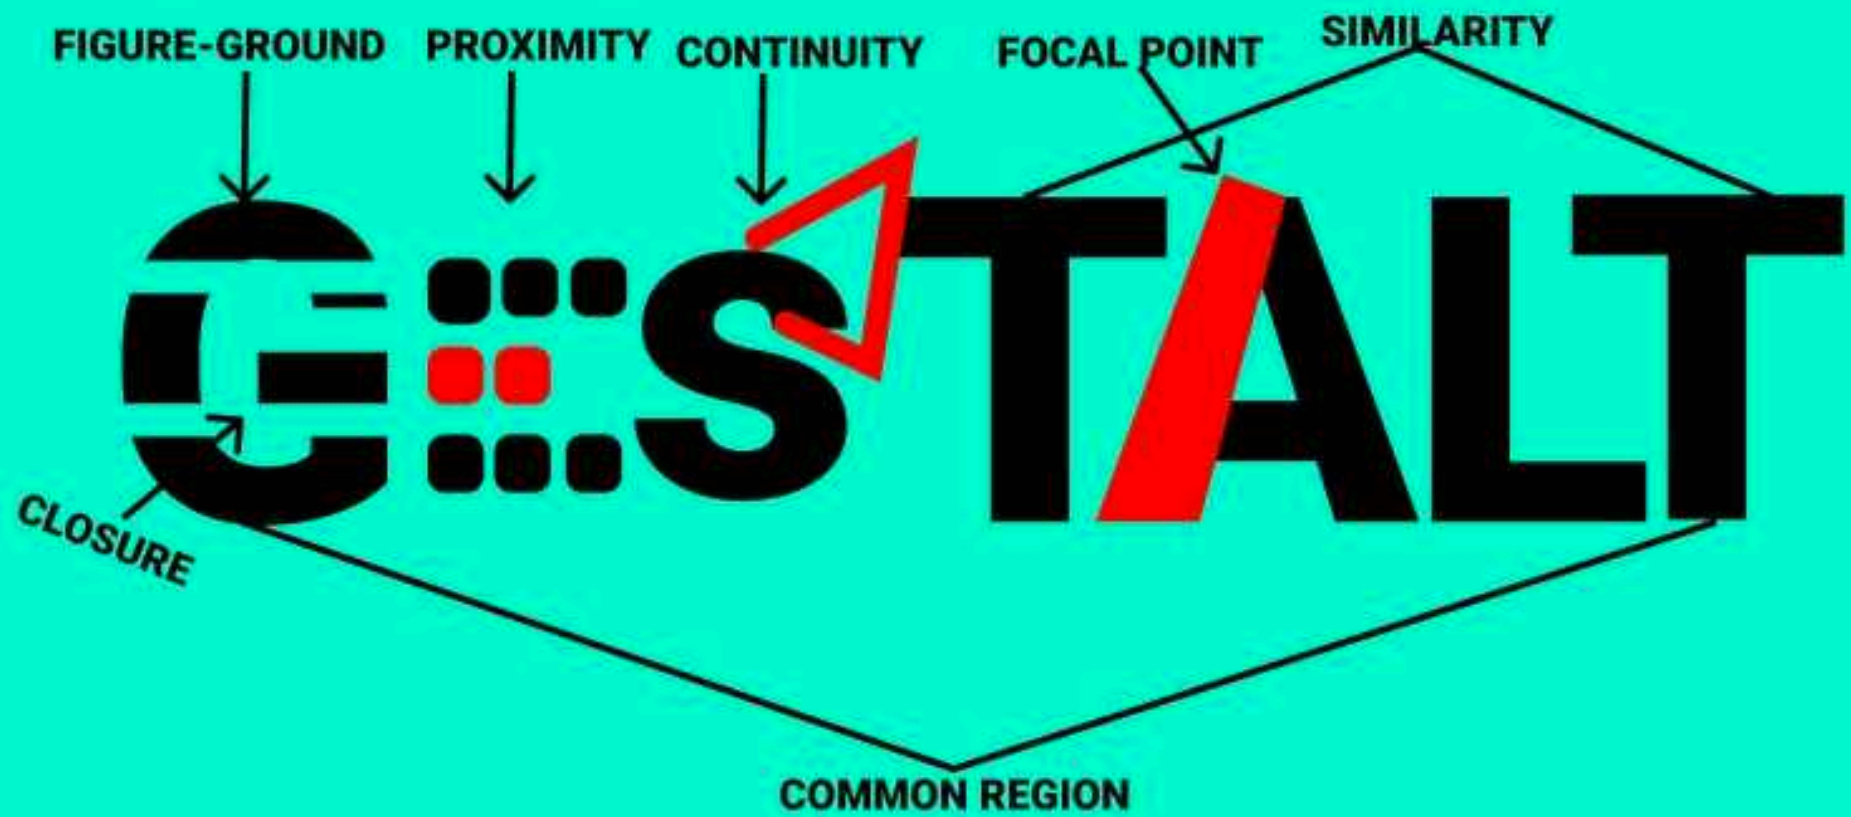 FIGURE-GROUND
PROXIMITY
CONTINUITY
FOCAL POINT
SIMILARITY
GESTALT
CLOSURE
COMMON REGION